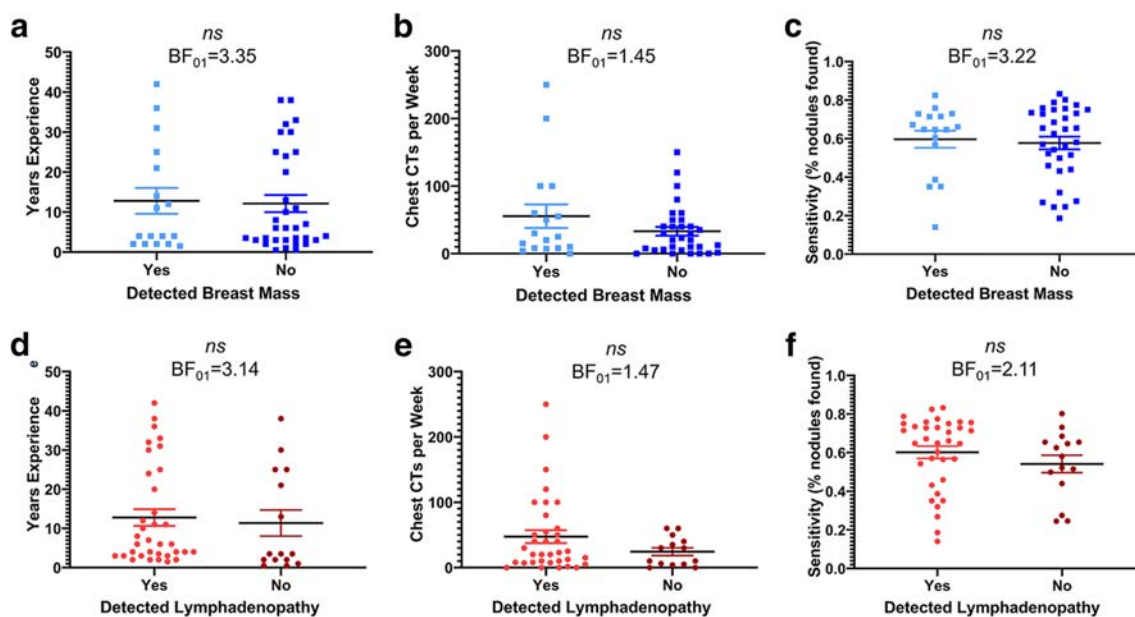 a
ns
BF01=3.35
50
40
30
20
10
0
Years Experience
Yes No
Detected Breast Mass
b
ns
BF01=1.45
300
200
100
0
Chest CTs per Week
Yes No
Detected Breast Mass
c
ns
BF01=3.22
1.0
0.8
0.6
0.4
0.2
0.0
Sensitivity (% nodules found)
Yes No
Detected Breast Mass
d
e
ns
BF01=3.14
50
40
30
20
10
0
Years Experience
Yes No
Detected Lymphadenopathy
e
ns
BF01=1.47
300
200
100
0
Chest CTs per Week
Yes No
Detected Lymphadenopathy
f
ns
BF01=2.11
1.0
0.8
0.6
0.4
0.2
0.0
Sensitivity (% nodules found)
Yes No
Detected Lymphadenopathy